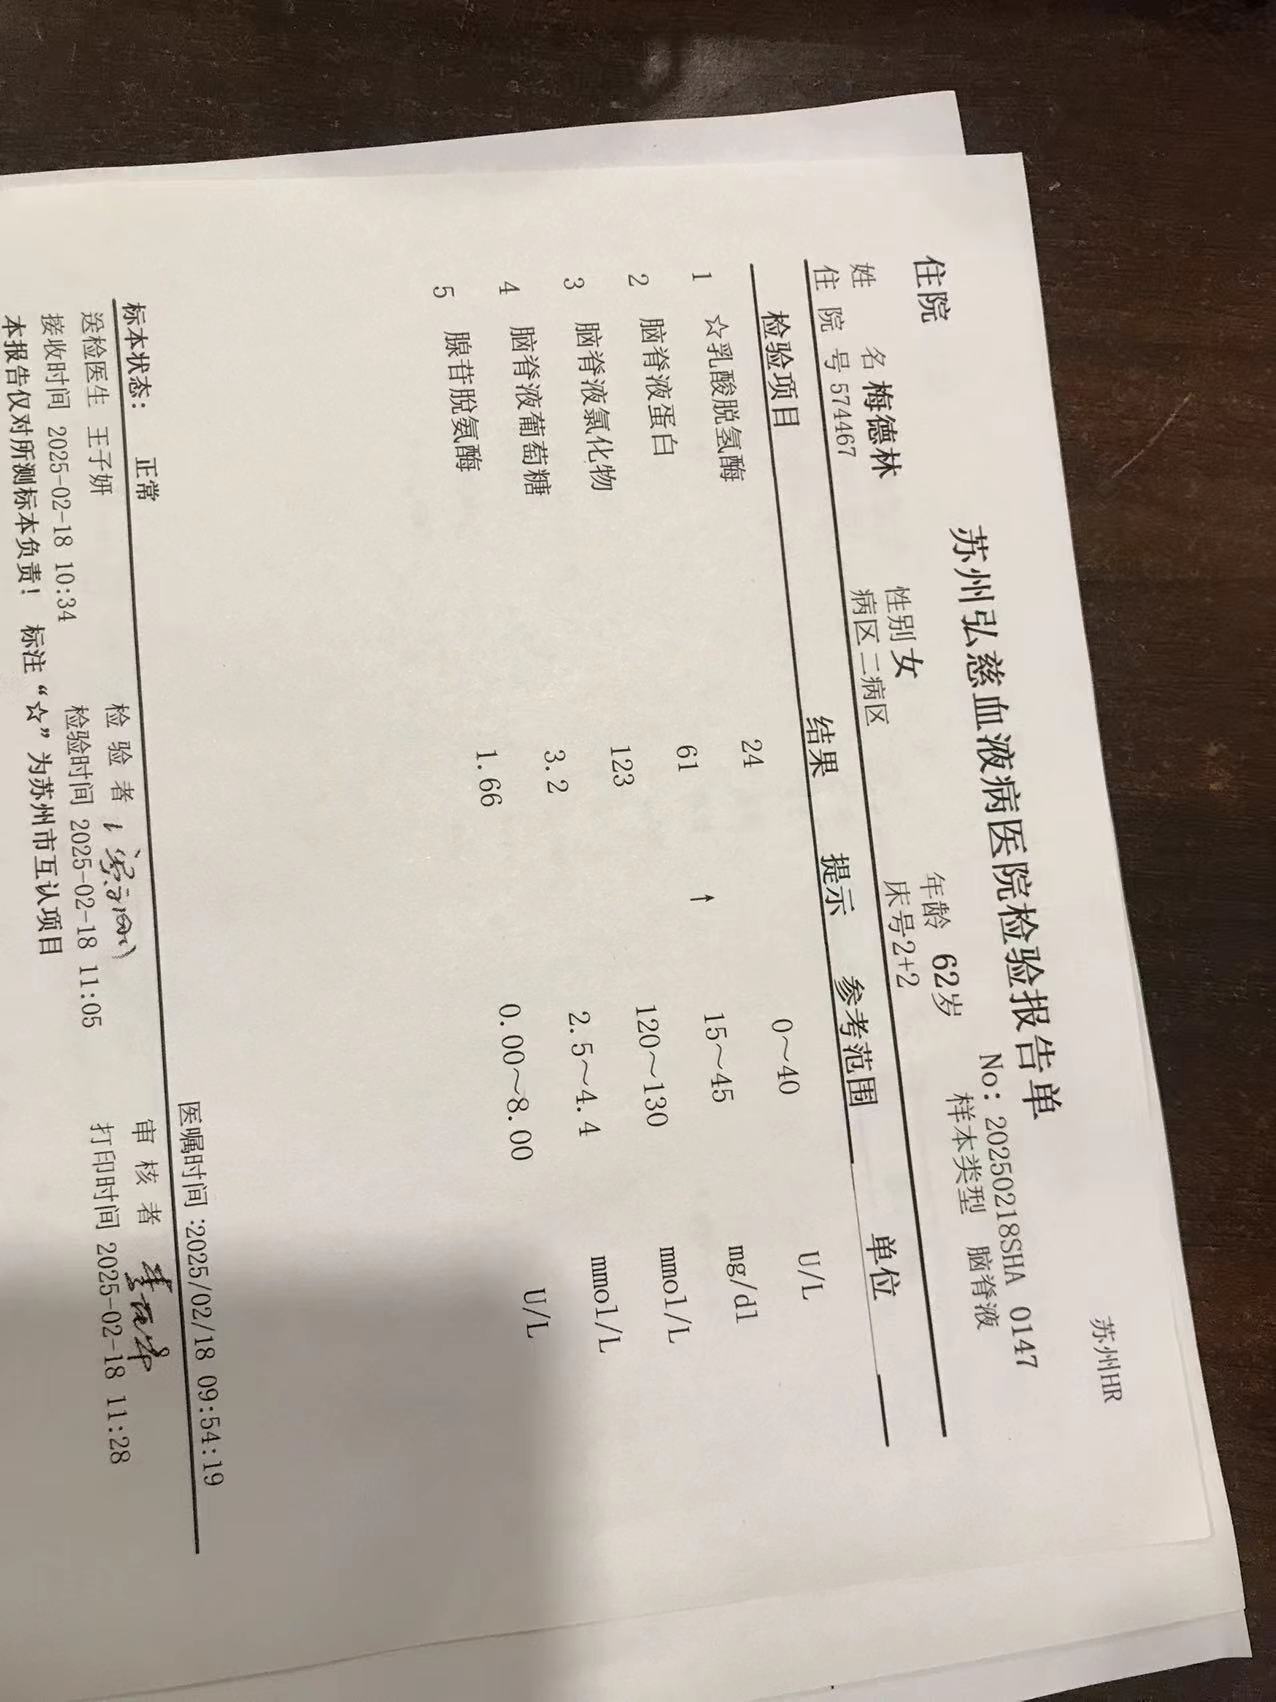 苏州HR
苏州弘慈血液病医院检验报告单
住院 No: 20250218SHA 0147
姓 名 梅德林 性别 女 年龄 62岁 样本类型 脑脊液
住 院 号 574467 病区 二病区 床号 2+2
检验项目 结果 提示 参考范围 单位
1 ☆乳酸脱氢酶 24 0~40 U/L
2 脑脊液蛋白 61 ↑ 15~45 mg/dl
3 脑脊液氯化物 123 120~130 mmol/L
4 脑脊液葡萄糖 3.2 2.5~4.4 mmol/L
5 腺苷脱氨酶 1.66 0.00~8.00 U/L
医嘱时间:2025/02/18 09:54:19
标本状态: 正常
送检医生 王子妍 检 验 者 审 核 者
接收时间 2025-02-18 10:34 检验时间 2025-02-18 11:05 打印时间 2025-02-18 11:28
本报告仅对所测标本负责! 标注“☆”为苏州市互认项目